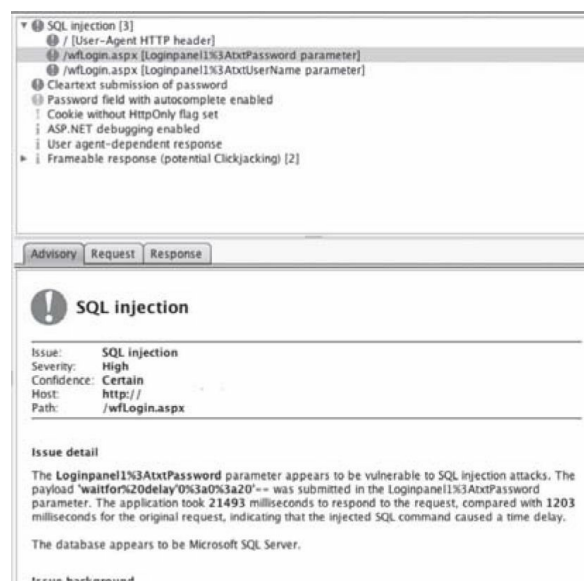 SQL injection [3]
/ [User-Agent HTTP header]
/wfLogin.aspx [Loginpanel1%3AtxtPassword parameter]
/wfLogin.aspx [Loginpanel1%3AtxtUserName parameter]
Cleartext submission of password
Password field with autocomplete enabled
Cookie without HttpOnly flag set
ASP.NET debugging enabled
User agent-dependent response
Frameable response (potential Clickjacking) [2]
Advisory Request Response
SQL injection
Issue: SQL injection
Severity: High
Confidence: Certain
Host: http://
Path: /wfLogin.aspx
Issue detail
The Loginpanel1%3AtxtPassword parameter appears to be vulnerable to SQL injection attacks. The
payload 'waitfor%20delay'0%3a0%3a20'-- was submitted in the Loginpanel1%3AtxtPassword
parameter. The application took 21493 milliseconds to respond to the request, compared with 1203
milliseconds for the original request, indicating that the injected SQL command caused a time delay.
The database appears to be Microsoft SQL Server.
Issue background